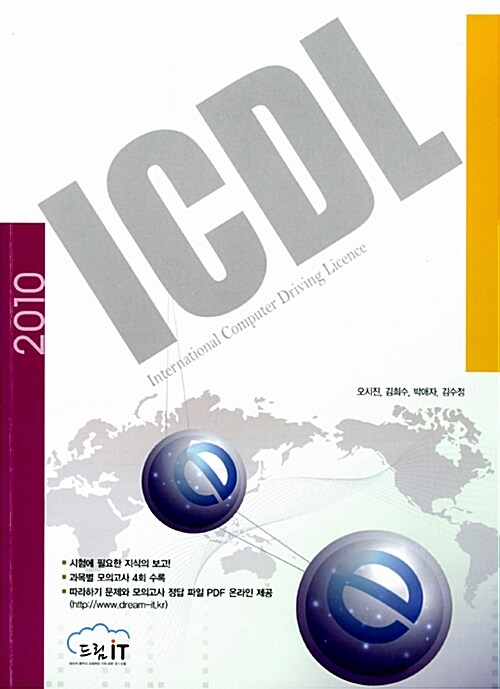 ICDL
International Computer Driving Licence
2010
오시진, 김희수, 박애자, 김수정
e
e
▪ 시험에 필요한 지식의 보고!
▪ 과목별 모의고사 4회 수록
▪ 따라하기 문제와 모의고사 정답 파일 PDF 온라인 제공
(http://www.dream-it.kr)
드림 iT